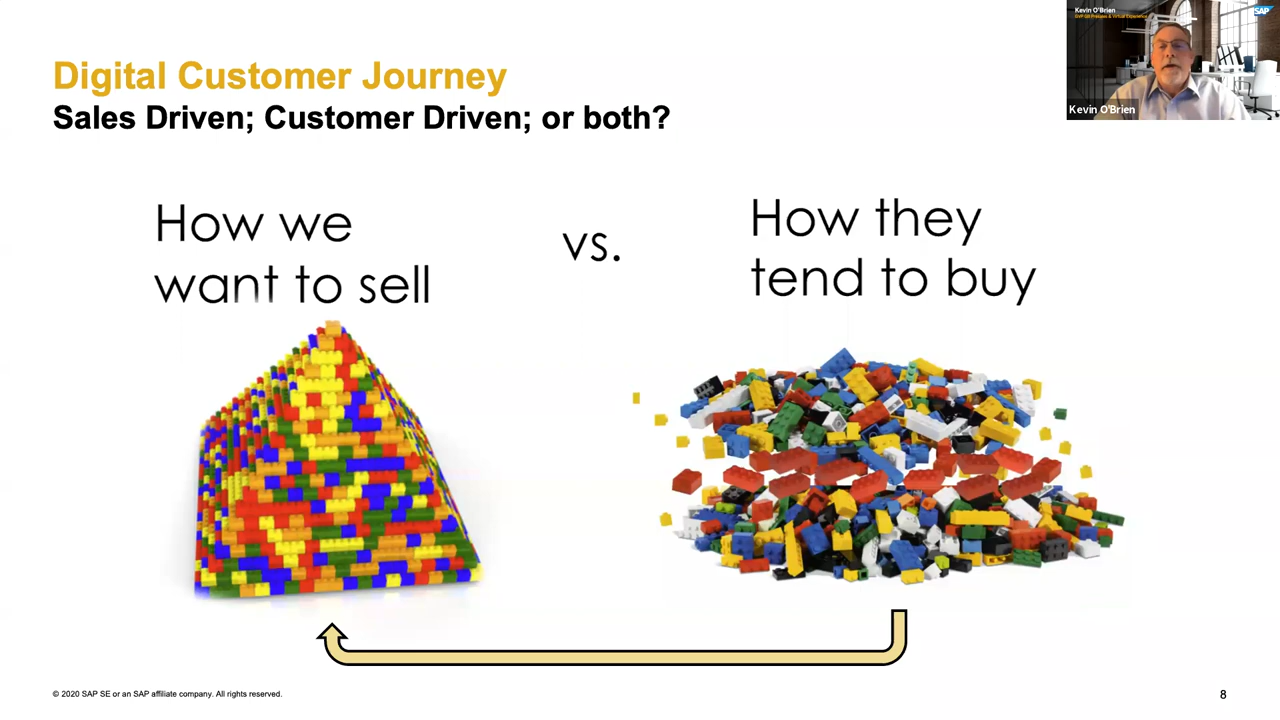 Digital Customer Journey
Sales Driven; Customer Driven; or both?
How we
want to sell
vs.
How they
tend to buy
Kevin O'Brien
SAP
Kevin O'Brien
© 2020 SAP SE or an SAP affiliate company. All rights reserved.
8